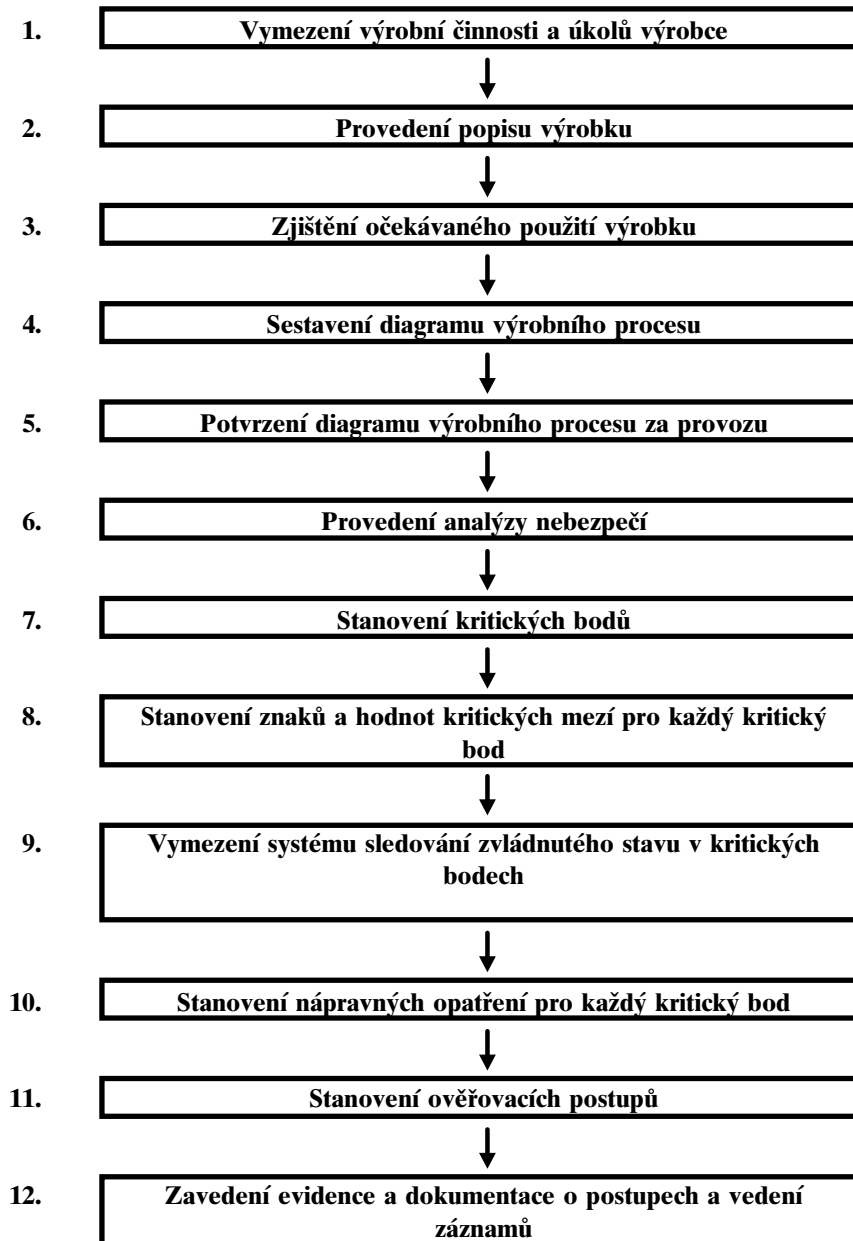 1. Vymezení výrobní činnosti a úkolů výrobce
2. Provedení popisu výrobku
3. Zjištění očekávaného použití výrobku
4. Sestavení diagramu výrobního procesu
5. Potvrzení diagramu výrobního procesu za provozu
6. Provedení analýzy nebezpečí
7. Stanovení kritických bodů
8. Stanovení znaků a hodnot kritických mezí pro každý kritický
bod
9. Vymezení systému sledování zvládnutého stavu v kritických
bodech
10. Stanovení nápravných opatření pro každý kritický bod
11. Stanovení ověřovacích postupů
12. Zavedení evidence a dokumentace o postupech a vedení
záznamů